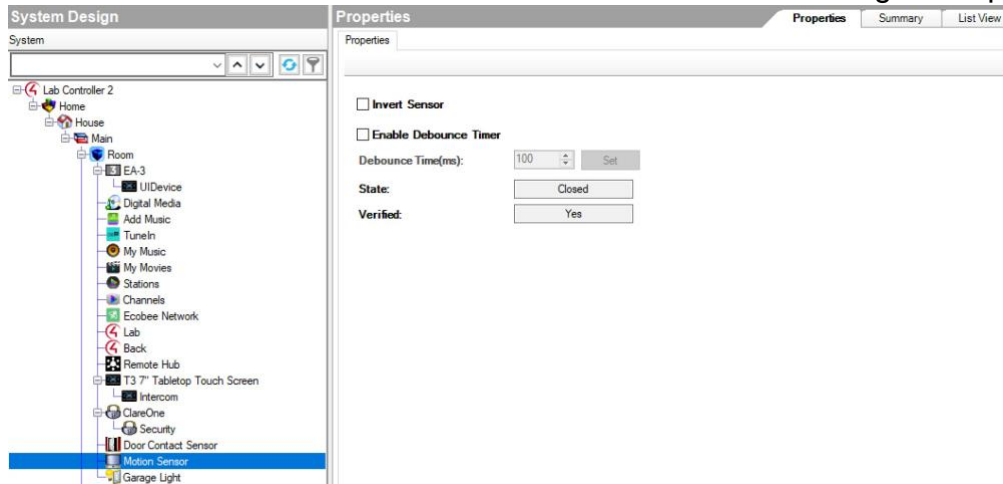 System Design
System
Lab Controller 2
Home
House
Main
Room
EA-3
UIDevice
Digital Media
Add Music
TuneIn
My Music
My Movies
Stations
Channels
Ecobee Network
Lab
Back
Remote Hub
T3 7" Tabletop Touch Screen
Intercom
ClareOne
Security
Door Contact Sensor
Motion Sensor
Garage Light
Properties
Properties Summary List View
Properties
Invert Sensor
Enable Debounce Timer
Debounce Time(ms): 100 Set
State: Closed
Verified: Yes